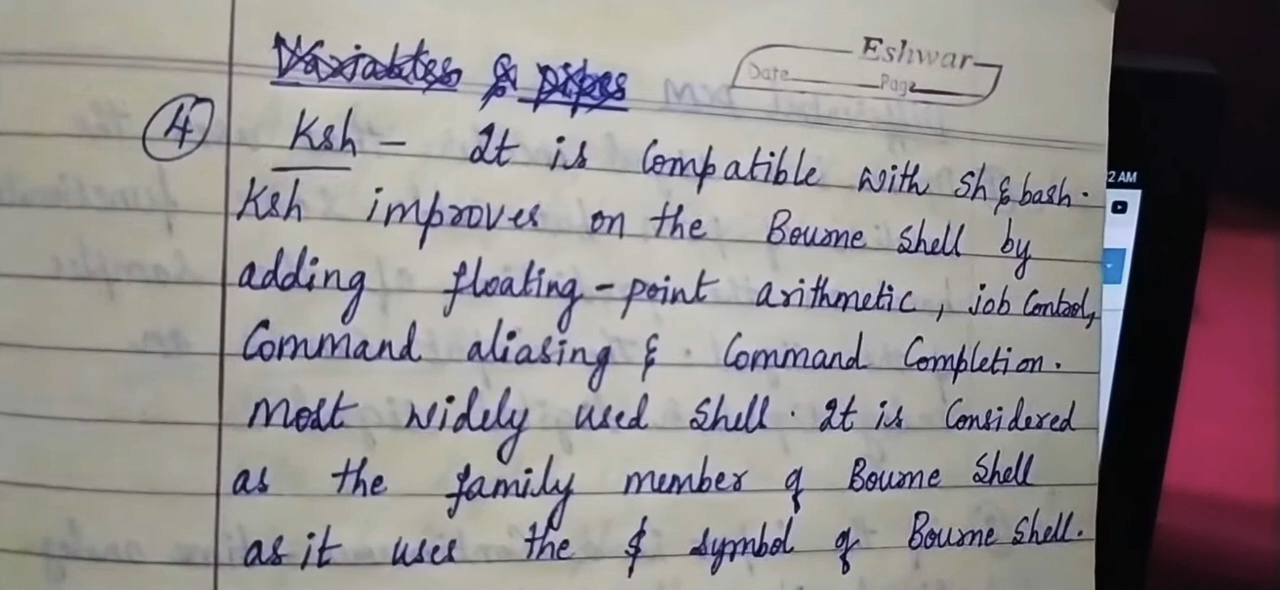 Variables & pipes
Eshwar
Date Page
4 Ksh - It is Compatible with sh & bash.
Ksh improves on the Bourne Shell by
adding floating-point arithmetic, job Control,
Command aliasing & Command Completion.
most widely used shell. It is Considered
as the family member of Bourne Shell
as it uses the $ symbol of Bourne Shell.
2 AM